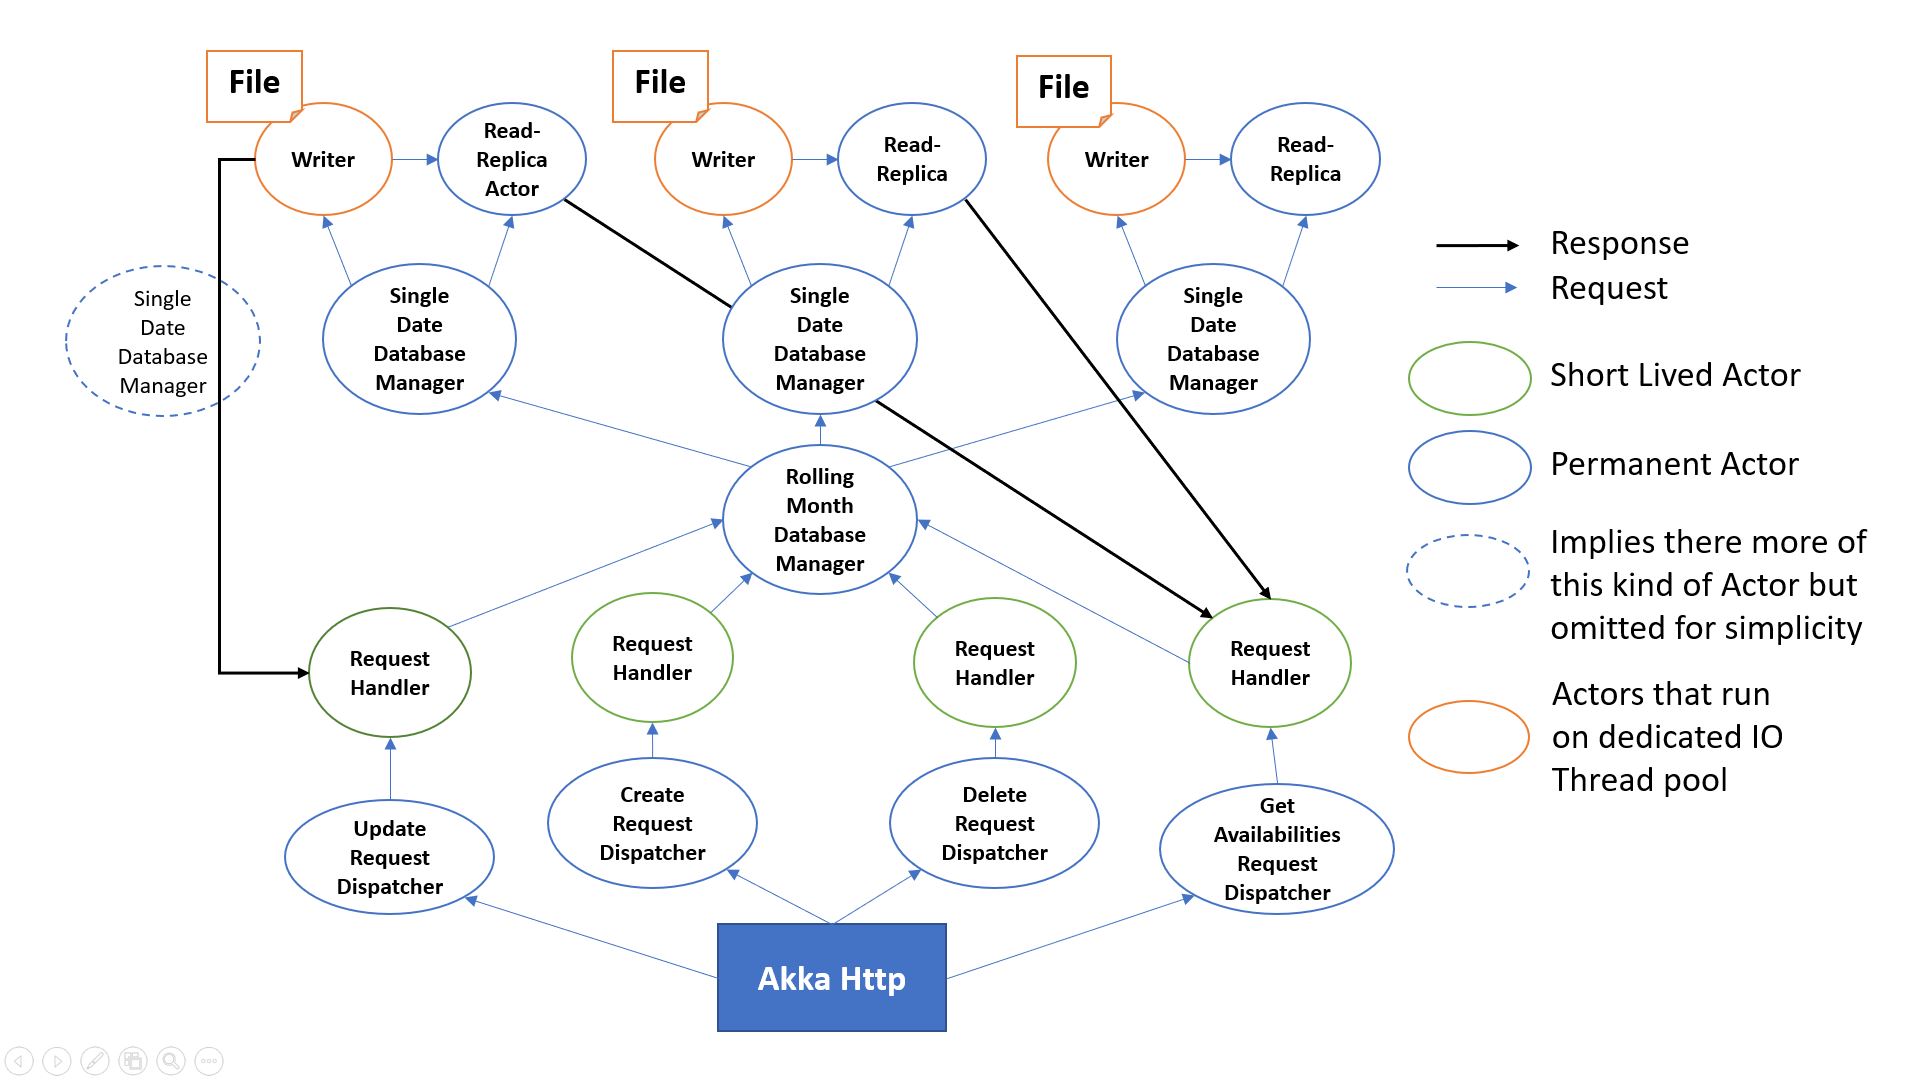 File
File
File
Writer
Read-
Replica
Actor
Writer
Read-
Replica
Writer
Read-
Replica
Single
Date
Database
Manager
Single
Date
Database
Manager
Single
Date
Database
Manager
Single
Date
Database
Manager
Rolling
Month
Database
Manager
Request
Handler
Request
Handler
Request
Handler
Request
Handler
Update
Request
Dispatcher
Create
Request
Dispatcher
Delete
Request
Dispatcher
Get
Availabilities
Request
Dispatcher
Akka Http
Response
Request
Short Lived Actor
Permanent Actor
Implies there more of
this kind of Actor but
omitted for simplicity
Actors that run
on dedicated IO
Thread pool